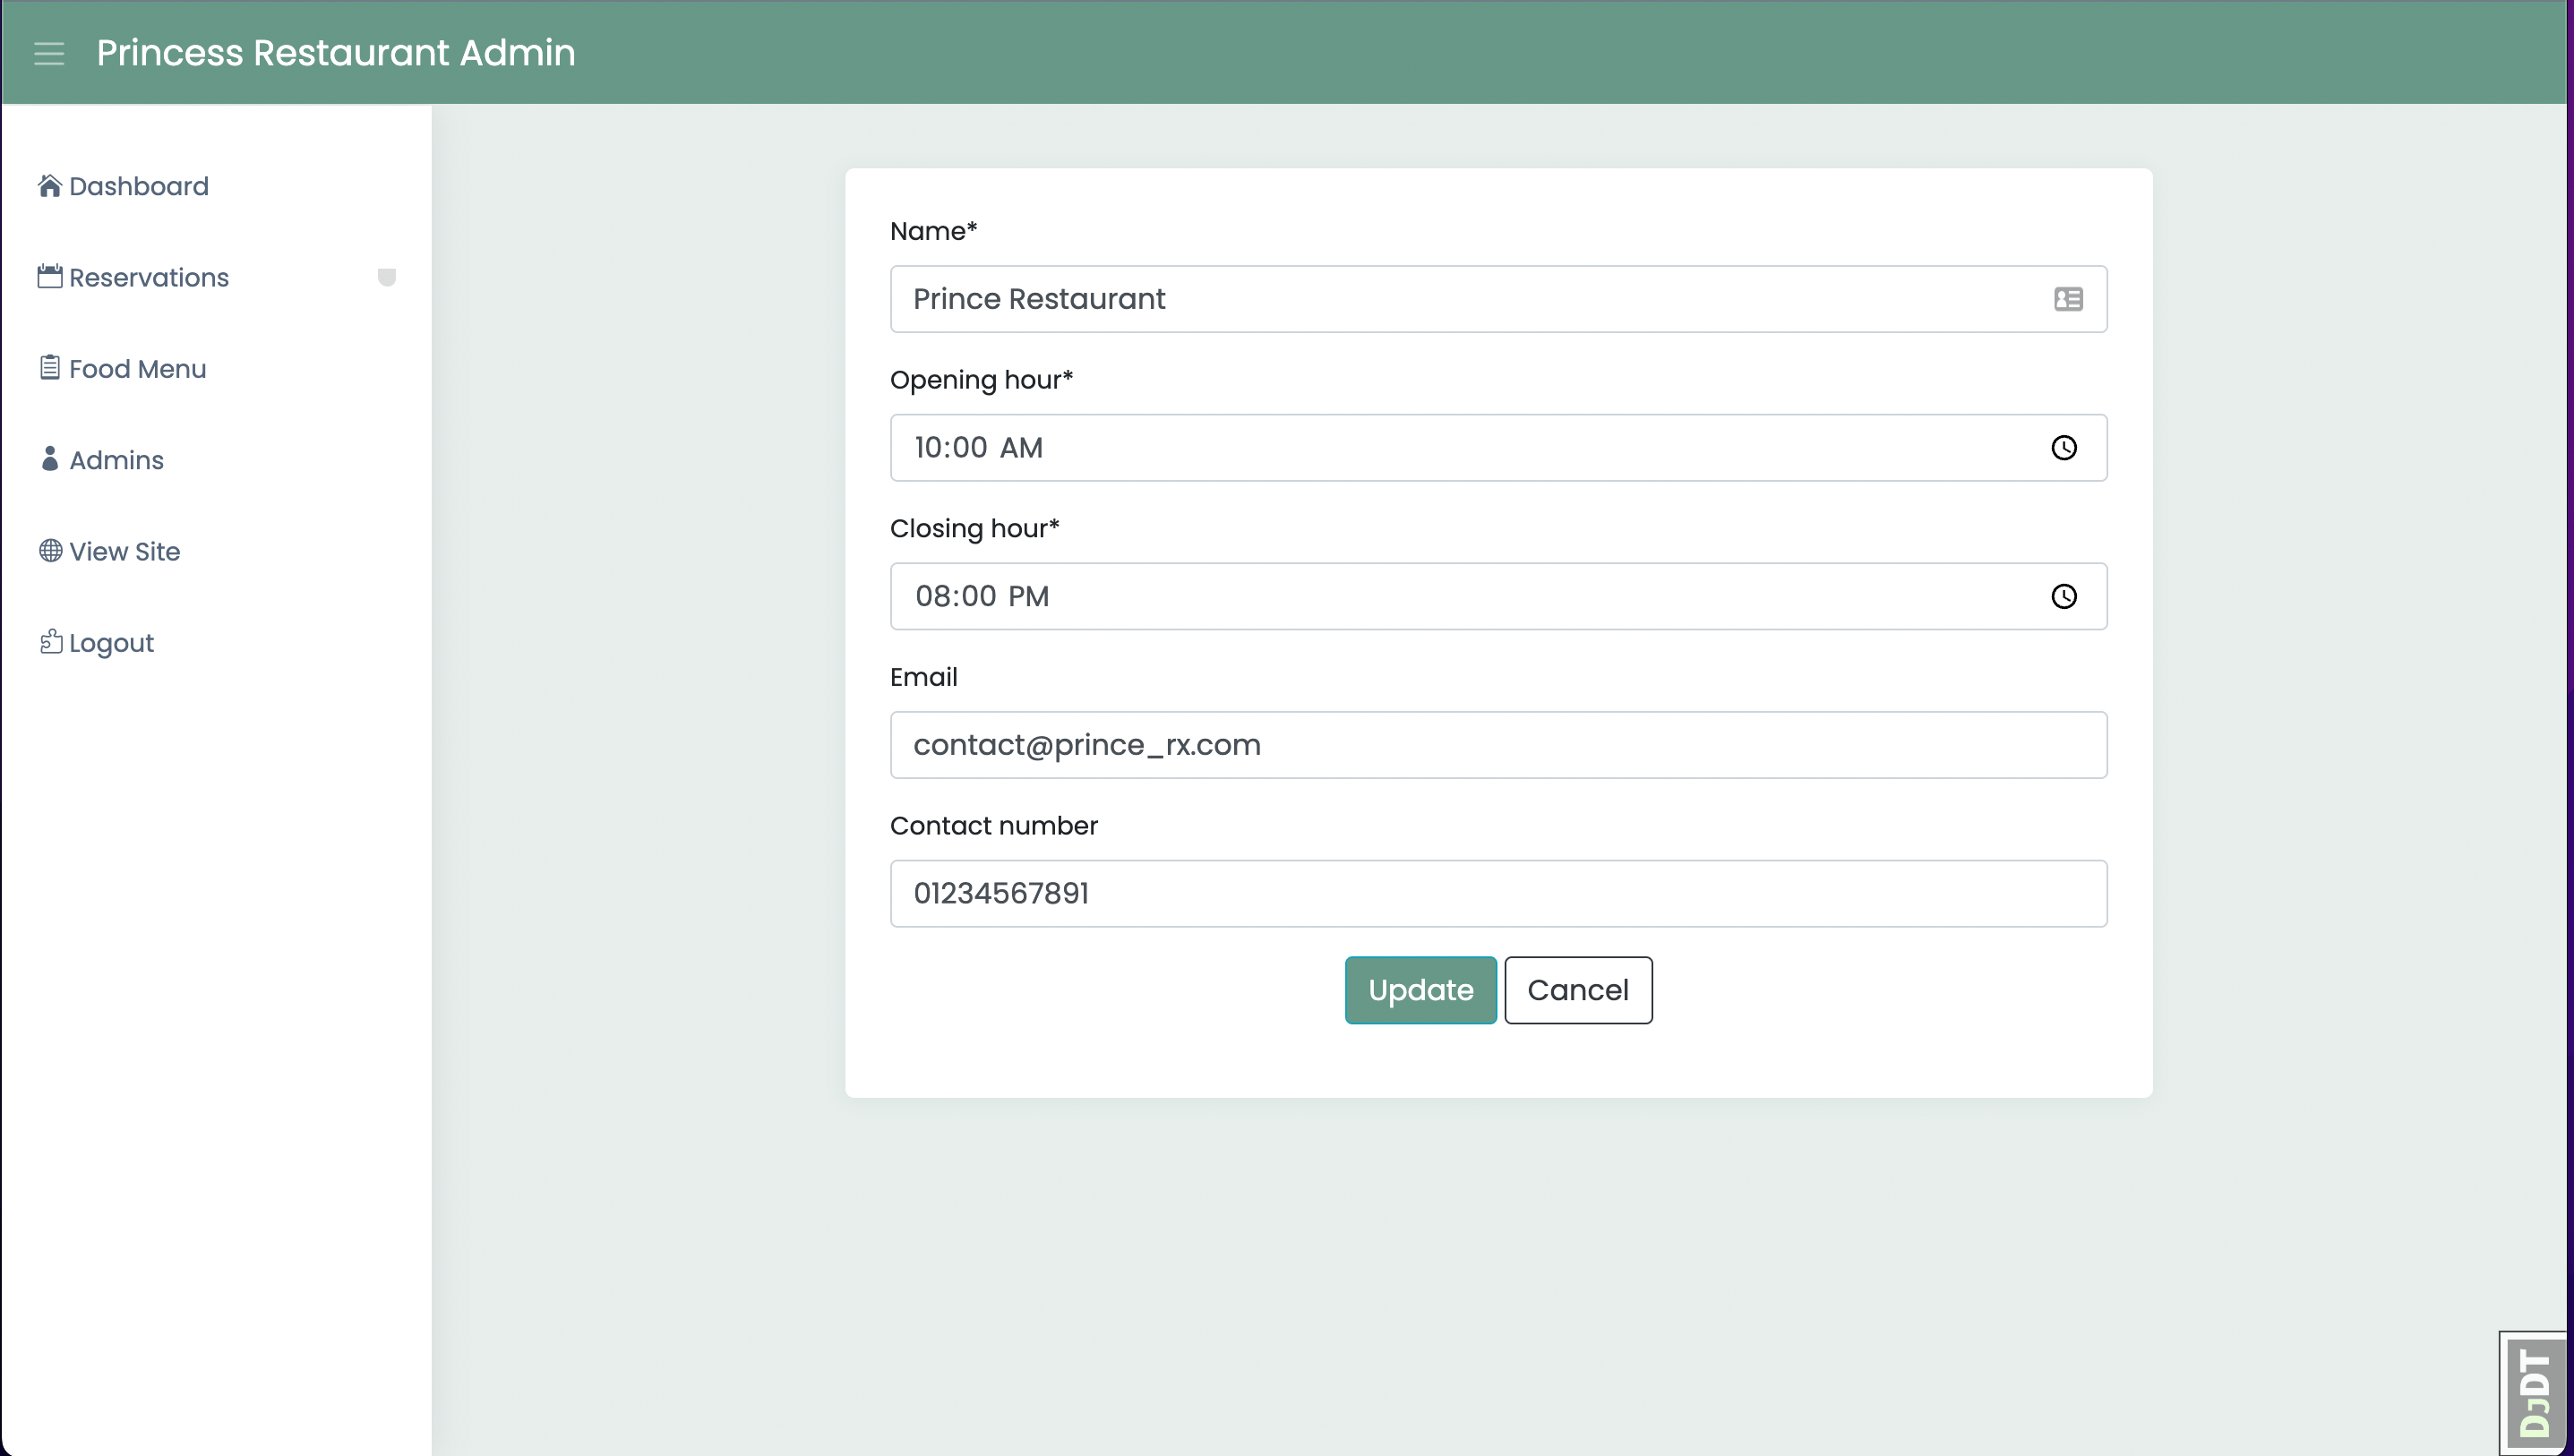 Princess Restaurant Admin
Dashboard
Reservations
Food Menu
Admins
View Site
Logout
Name*
Prince Restaurant
Opening hour*
10:00 AM
Closing hour*
08:00 PM
Email
contact@prince_rx.com
Contact number
01234567891
Update Cancel
DJDT